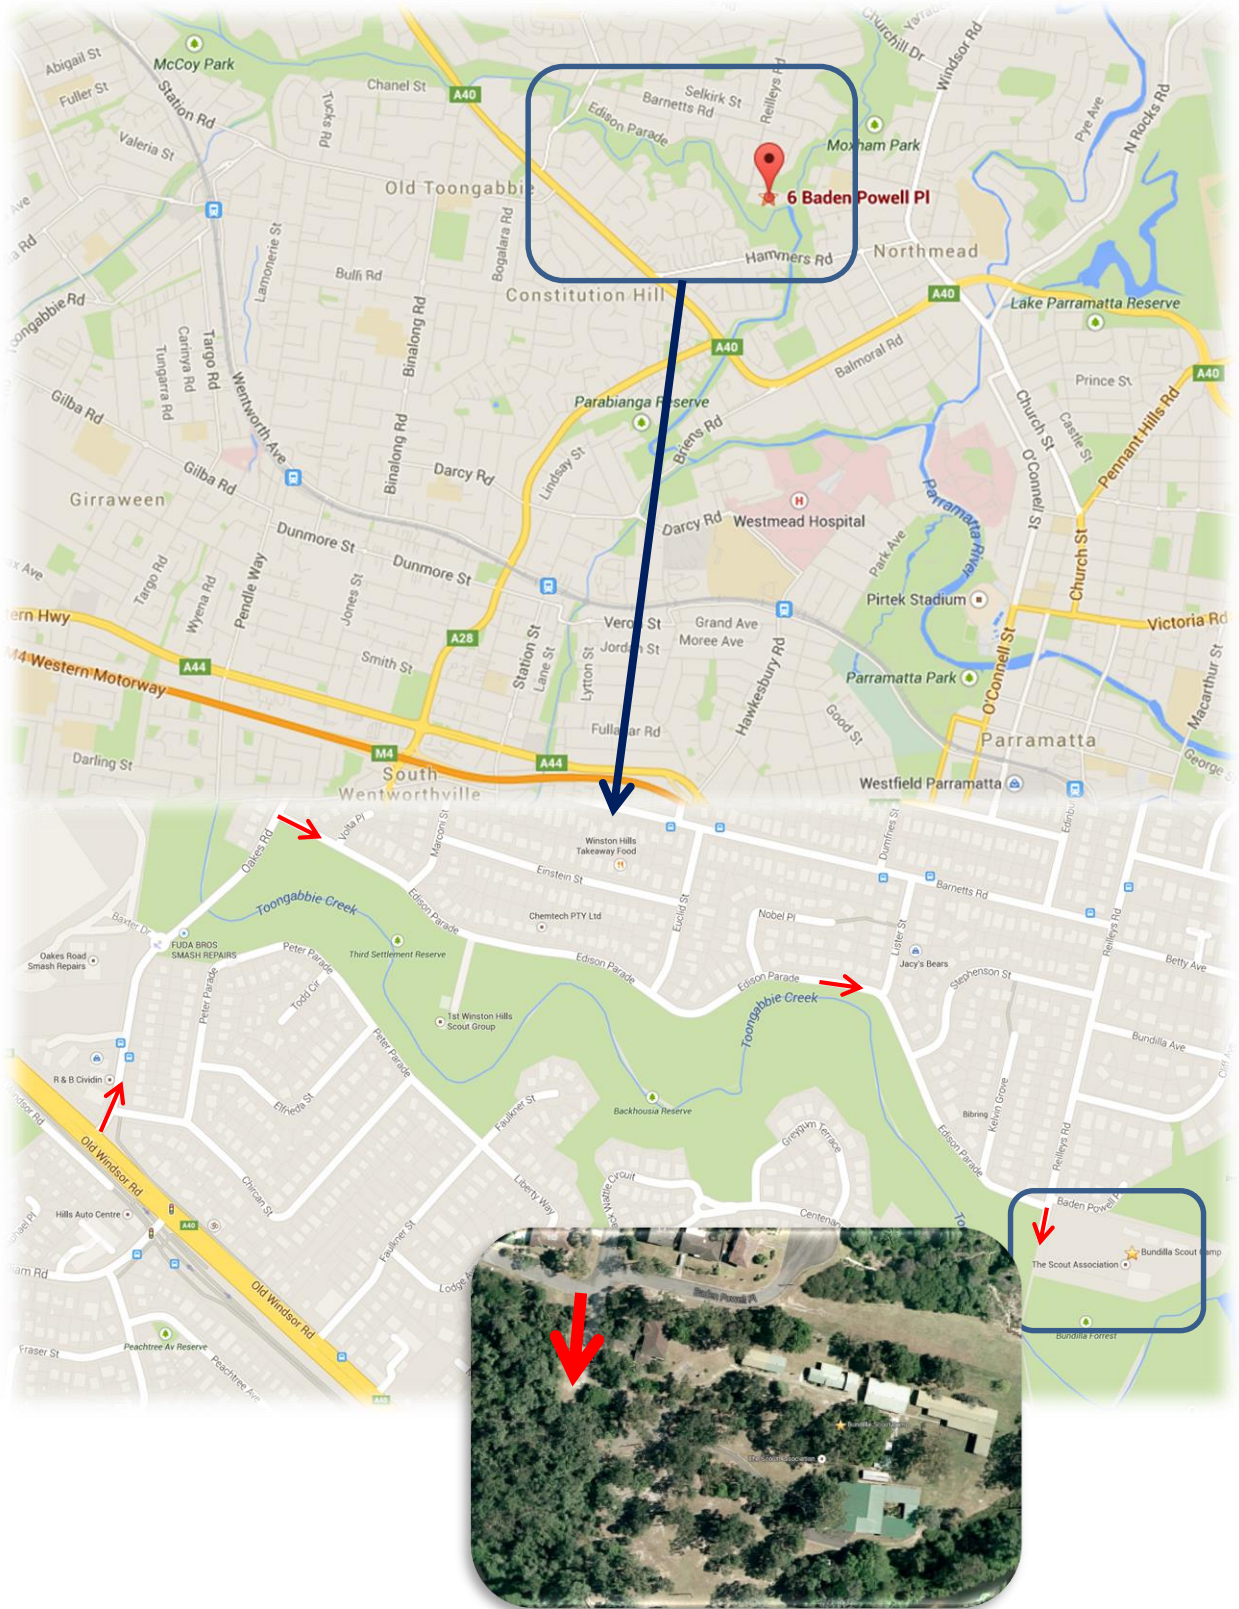 McCoy Park
Abigail St
Fuller St
Station Rd
Valeria St
Tucks Rd
Chanel St
A40
Churchill Dr
Windsor Rd
Reilleys Rd
Selkirk St
Barnetts Rd
Edison Parade
Moxham Park
Pye Ave
N Rocks Rd
Old Toongabbie
6 Baden Powell Pl
Ave
Bogalara Rd
Lamonerie St
Bulli Rd
Hammers Rd
Northmead
Constitution Hill
A40
Lake Parramatta Reserve
Toongabbie Rd
Targo Rd
Carinya Rd
Tungarra Rd
Binalong Rd
A40
Balmoral Rd
A40
Prince St
Wentworth Ave
Gilba Rd
Parabianga Reserve
Church St
Castle St
Pennant Hills Rd
Briens Rd
Binalong Rd
Gilba Rd
Darcy Rd
Lindsay St
O'Connell St
Girraween
Darcy Rd
Westmead Hospital
Parramatta River
Dunmore St
Dunmore St
Park Ave
Church St
Targo Rd
Wyena Rd
Pendle Way
Jones St
Pirtek Stadium
Grand Ave
Moree Ave
Victoria Rd
A28
Station St
Lane St
Lytton St
Smith St
A44
M4 Western Motorway
Hawkesbury Rd
Parramatta Park
O'Connell St
Good St
Macarthur St
Parramatta
Darling St
M4
A44
South
Wentworthville
Westfield Parramatta
George S
Oakes Rd
Volta Pl
Marconi St
Winston Hills
Takeaway Food
Dumfries St
Einstein St
Barnetts Rd
Toongabbie Creek
Edison Parade
Chemtech PTY Ltd
Euclid St
Nobel Pl
Lister St
Reilleys Rd
Baxter Dr
FUDA BROS
SMASH REPAIRS
Oakes Road
Smash Repairs
Peter Parade
Third Settlement Reserve
Edison Parade
Edison Parade
Jacy's Bears
Betty Ave
Stephenson St
Peter Parade
Todd Cir
Toongabbie Creek
1st Winston Hills
Scout Group
Bundilla Ave
Peter Parade
R & B Cividin
Elfreda St
Faulkner St
Backhousia Reserve
Bibring
Kelvin Grove
Greygum Terrace
Edison Parade
Reilleys Rd
Old Windsor Rd
Chircan St
Liberty Way
Baden Powell Pl
Hills Auto Centre
A40
Faulkner St
Bundilla Scout Camp
The Scout Association
Old Windsor Rd
Baden Powell Pl
Bundilla Forrest
Peachtree Av Reserve
Fraser St
Peachtree Ave
The Scout Association